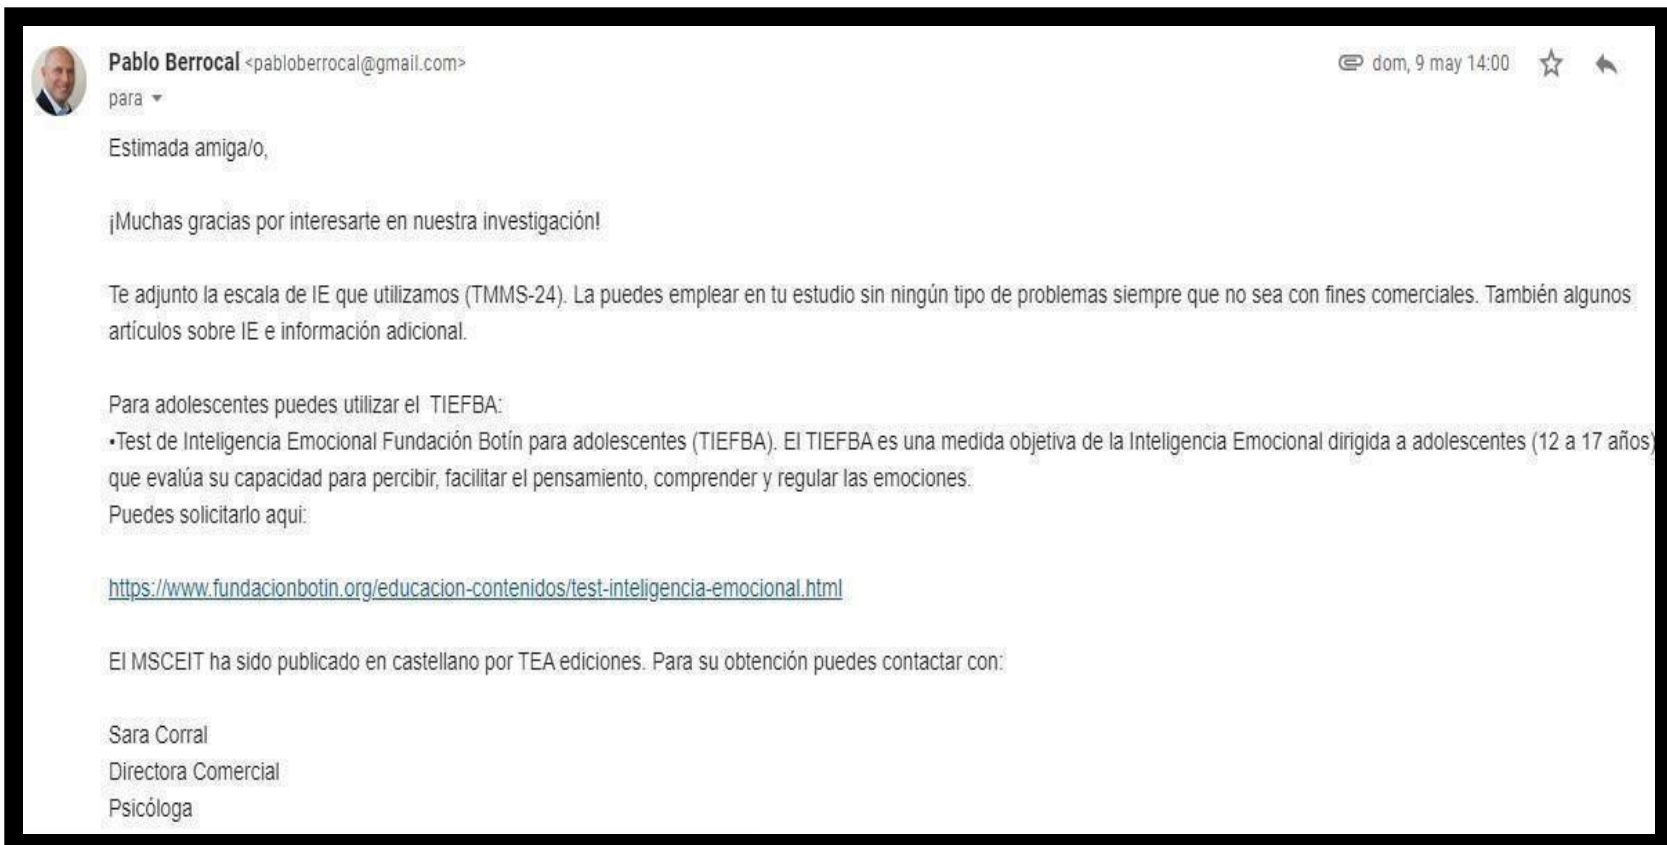 Pablo Berrocal <pabloberrocal@gmail.com>
dom, 9 may 14:00
para
Estimada amiga/o,
¡Muchas gracias por interesarte en nuestra investigación!
Te adjunto la escala de IE que utilizamos (TMMS-24). La puedes emplear en tu estudio sin ningún tipo de problemas siempre que no sea con fines comerciales. También algunos
artículos sobre IE e información adicional.
Para adolescentes puedes utilizar el TIEFBA:
•Test de Inteligencia Emocional Fundación Botín para adolescentes (TIEFBA). El TIEFBA es una medida objetiva de la Inteligencia Emocional dirigida a adolescentes (12 a 17 años)
que evalúa su capacidad para percibir, facilitar el pensamiento, comprender y regular las emociones.
Puedes solicitarlo aqui:
https://www.fundacionbotin.org/educacion-contenidos/test-inteligencia-emocional.html
El MSCEIT ha sido publicado en castellano por TEA ediciones. Para su obtención puedes contactar con:
Sara Corral
Directora Comercial
Psicóloga